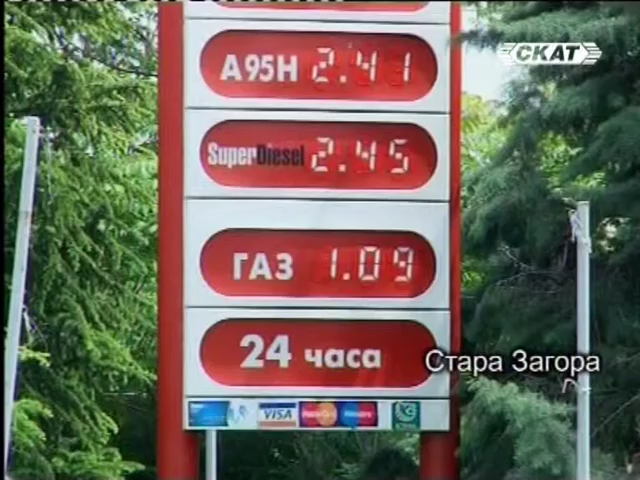 СКАТ
A95H 2.41
SuperDiesel 2.45
ГАЗ 1.09
24 часа
Стара Загора
VISA